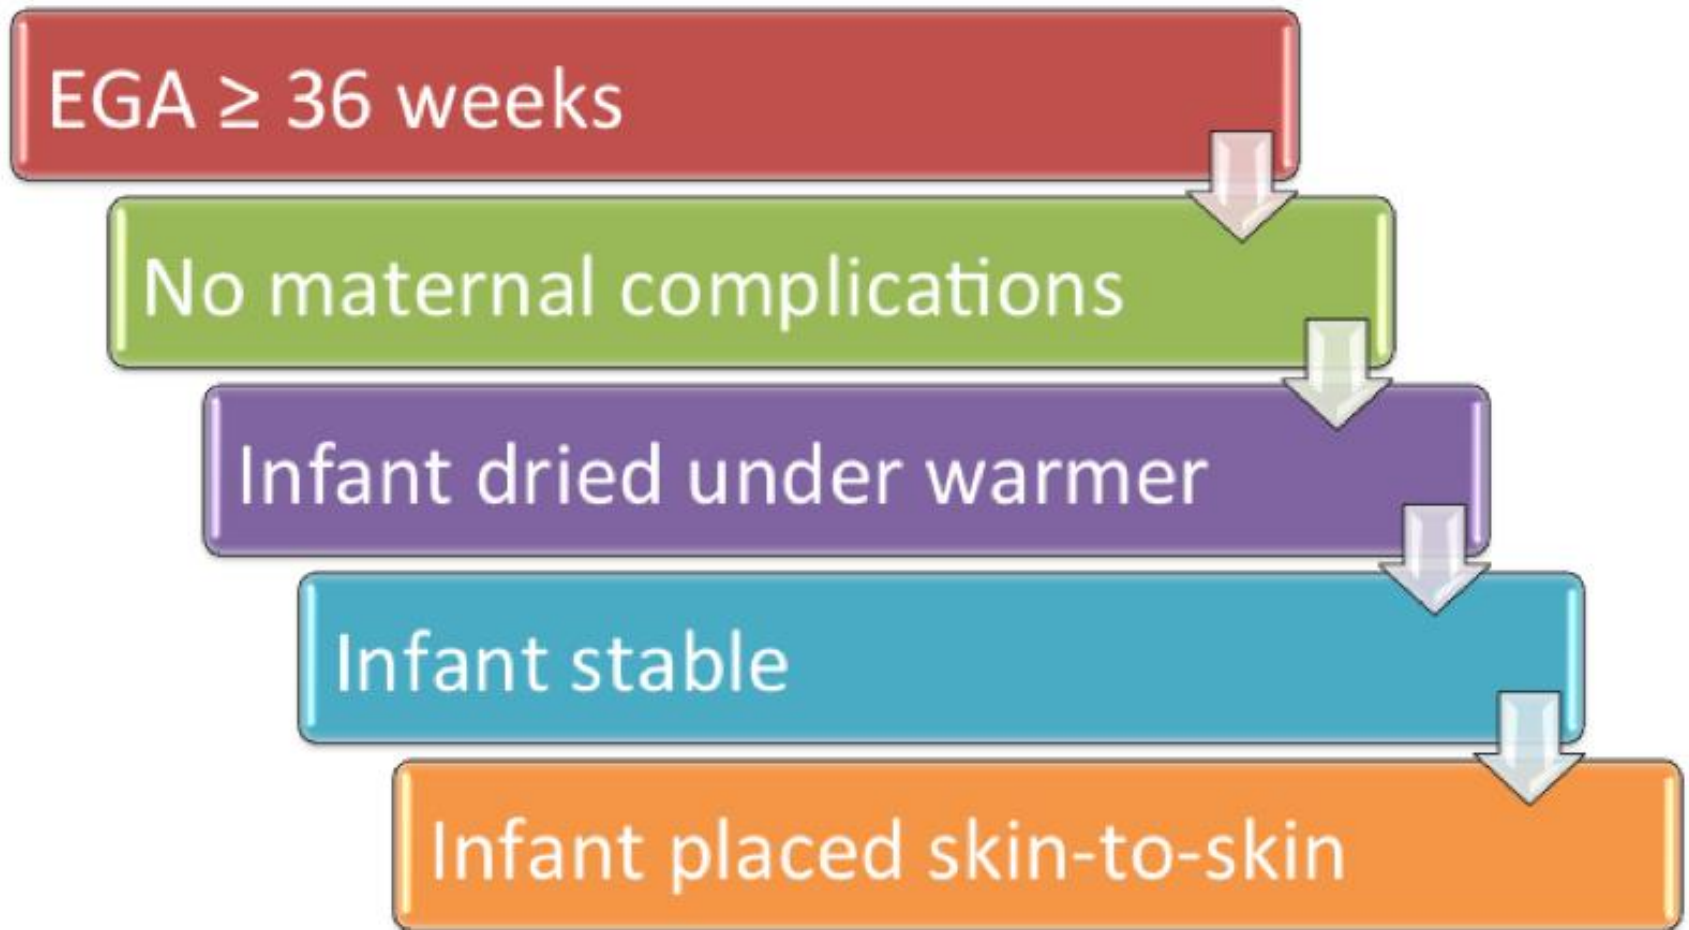 EGA ≥ 36 weeks
No maternal complications
Infant dried under warmer
Infant stable
Infant placed skin-to-skin